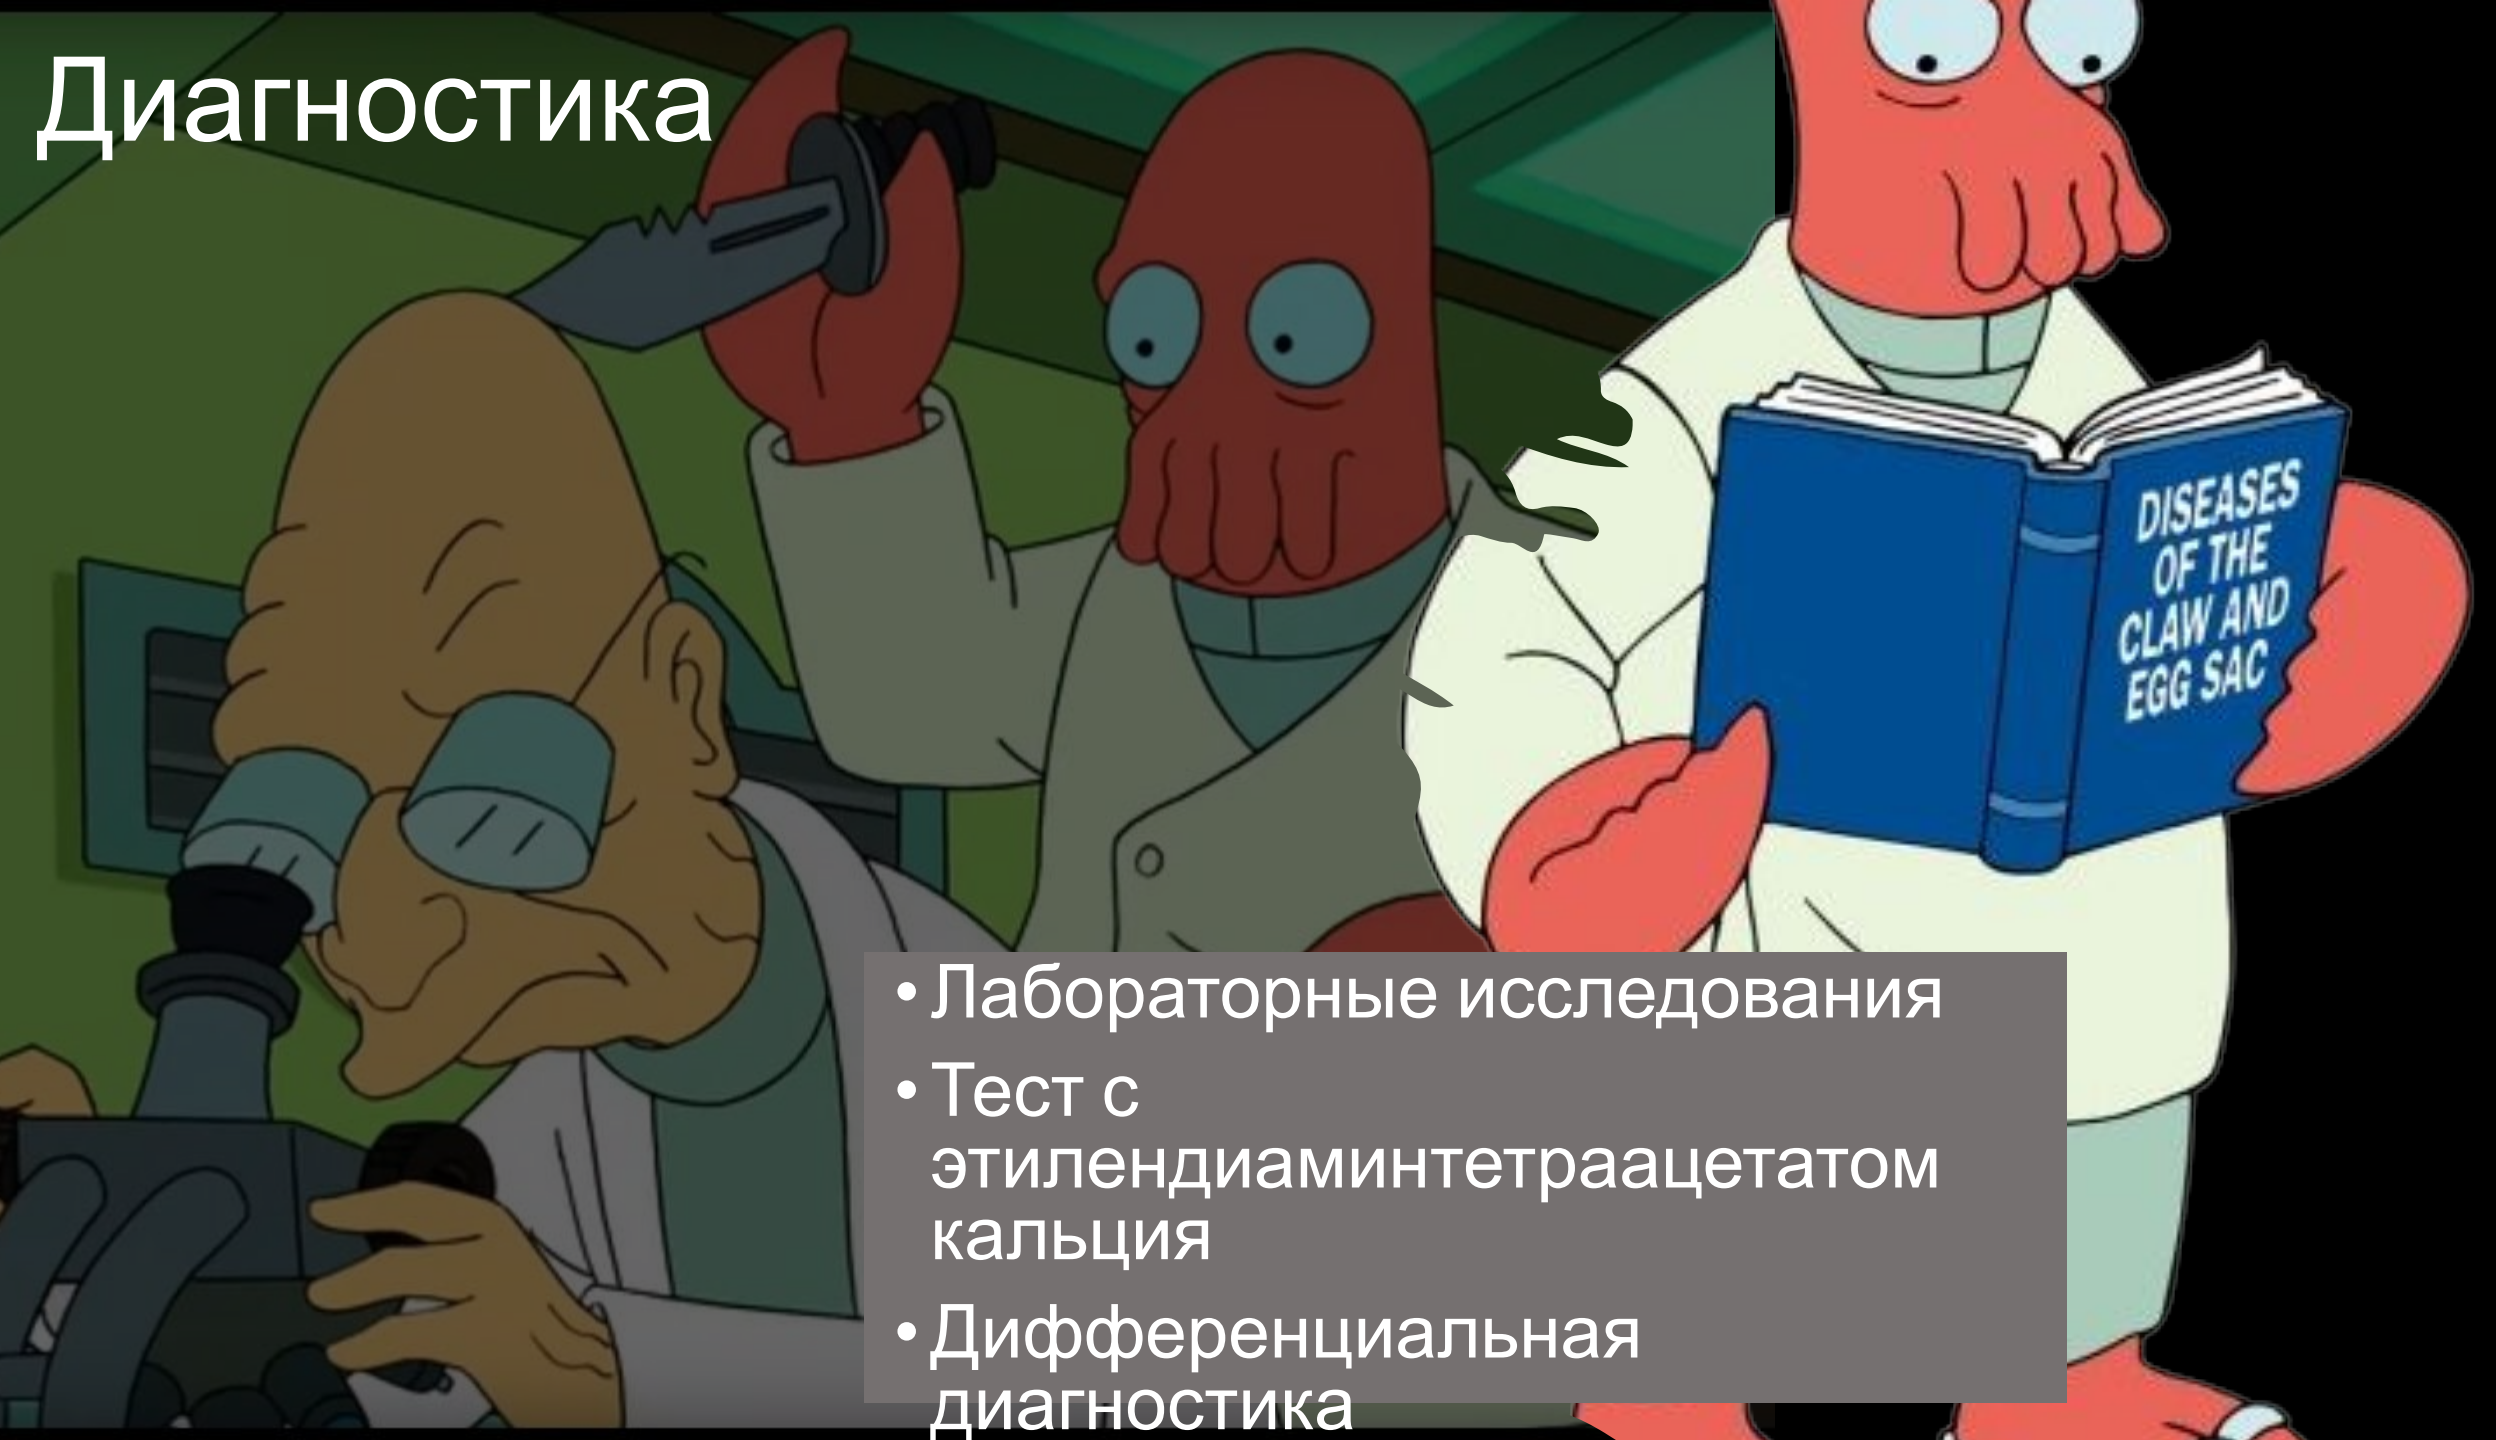 Диагностика
DISEASES
OF THE
CLAW AND
EGG SAC
• Лабораторные исследования
• Тест с
этилендиаминтетраацетатом
кальция
• Дифференциальная
диагностика